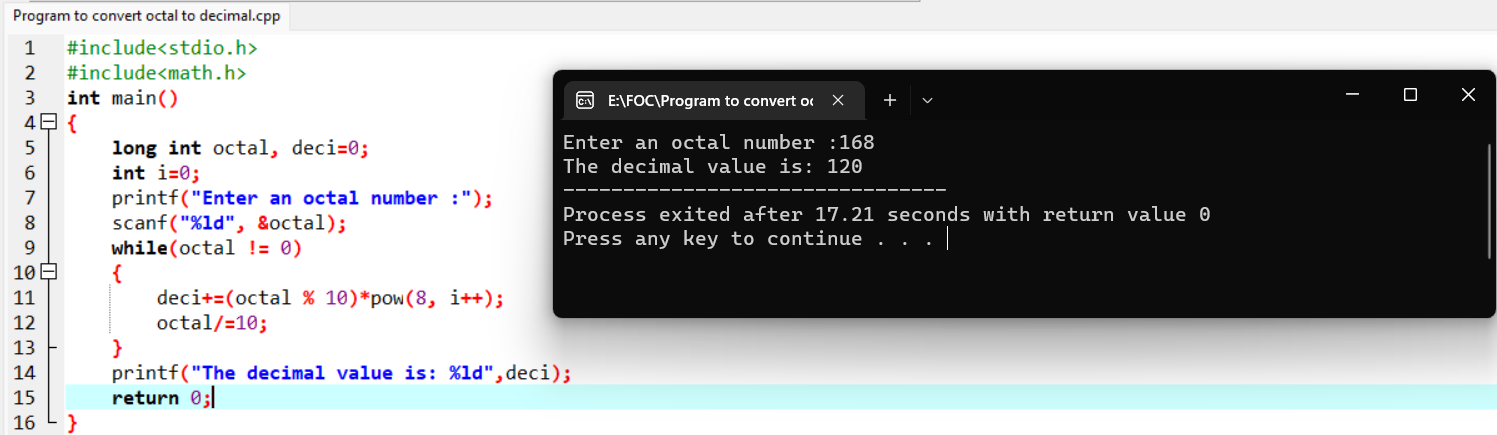 Program to convert octal to decimal.cpp
1 #include<stdio.h>
2 #include<math.h>
3 int main()
4 {
5 long int octal, deci=0;
6 int i=0;
7 printf("Enter an octal number :");
8 scanf("%ld", &octal);
9 while(octal != 0)
10 {
11 deci+=(octal % 10)*pow(8, i++);
12 octal/=10;
13 }
14 printf("The decimal value is: %ld",deci);
15 return 0;
16 }
E:\FOC\Program to convert oc
Enter an octal number :168
The decimal value is: 120
--------------------------------
Process exited after 17.21 seconds with return value 0
Press any key to continue . . .